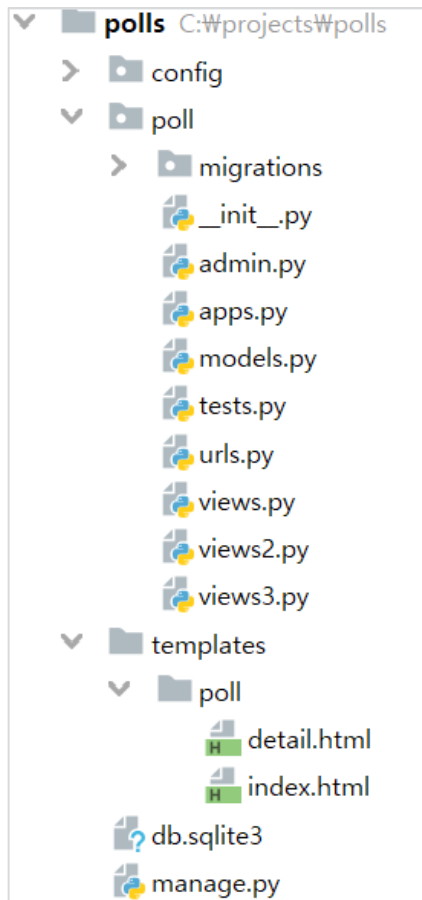 polls C:₩projects₩polls
config
poll
migrations
__init__.py
admin.py
apps.py
models.py
tests.py
urls.py
views.py
views2.py
views3.py
templates
poll
H detail.html
H index.html
? db.sqlite3
manage.py